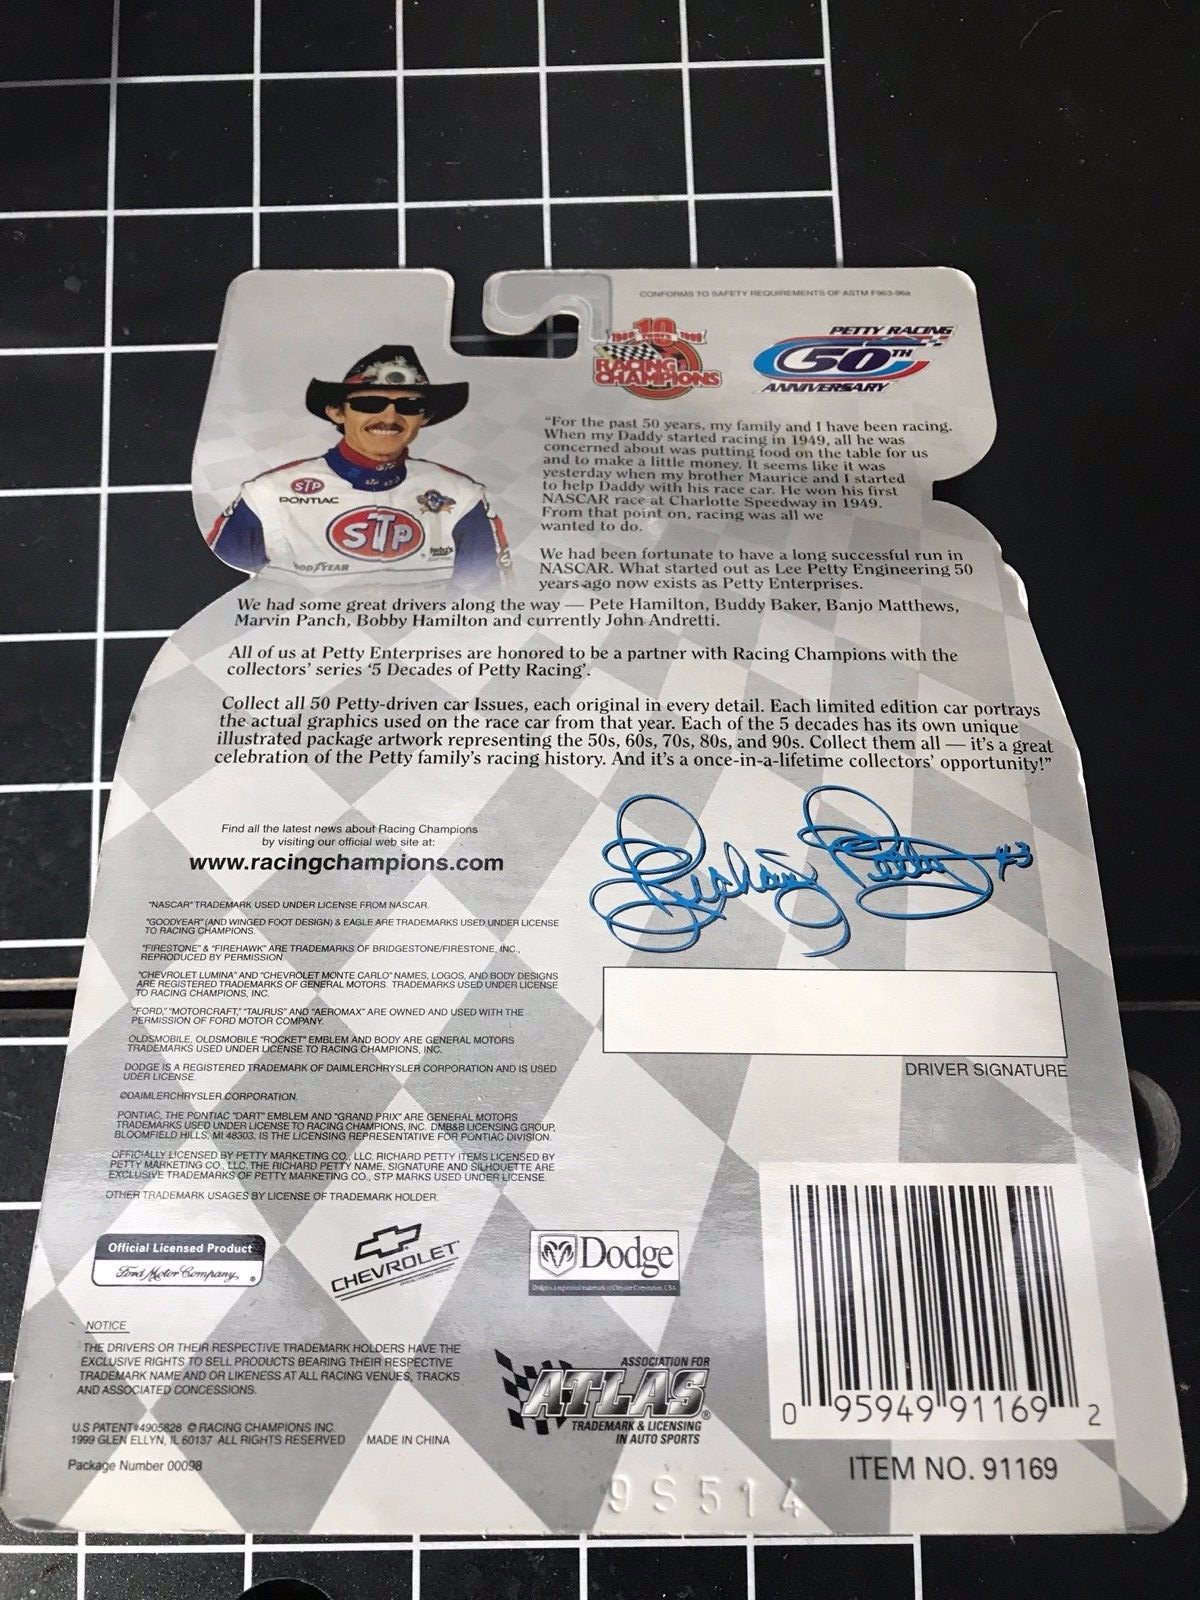 CONFORMS TO SAFETY REQUIREMENTS OF ASTM F963-96a
1989 10 Years 1999
RACING
CHAMPIONS
PETTY RACING
50TH
ANNIVERSARY
STP
PONTIAC
STP
GOODYEAR
"For the past 50 years, my family and I have been racing.
When my Daddy started racing in 1949, all he was
concerned about was putting food on the table for us
and to make a little money. It seems like it was
yesterday when my brother Maurice and I started
to help Daddy with his race car. He won his first
NASCAR race at Charlotte Speedway in 1949.
From that point on, racing was all we
wanted to do.
We had been fortunate to have a long successful run in
NASCAR. What started out as Lee Petty Engineering 50
years ago now exists as Petty Enterprises.
We had some great drivers along the way — Pete Hamilton, Buddy Baker, Banjo Matthews,
Marvin Panch, Bobby Hamilton and currently John Andretti.
All of us at Petty Enterprises are honored to be a partner with Racing Champions with the
collectors' series '5 Decades of Petty Racing'.
Collect all 50 Petty-driven car Issues, each original in every detail. Each limited edition car portrays
the actual graphics used on the race car from that year. Each of the 5 decades has its own unique
illustrated package artwork representing the 50s, 60s, 70s, 80s, and 90s. Collect them all — it's a great
celebration of the Petty family's racing history. And it's a once-in-a-lifetime collectors' opportunity!"
Find all the latest news about Racing Champions
by visiting our official web site at:
www.racingchampions.com
Richard Petty 43
DRIVER SIGNATURE
"NASCAR" TRADEMARK USED UNDER LICENSE FROM NASCAR.
"GOODYEAR" (AND WINGED FOOT DESIGN) & EAGLE ARE TRADEMARKS USED UNDER LICENSE
TO RACING CHAMPIONS.
"FIRESTONE" & "FIREHAWK" ARE TRADEMARKS OF BRIDGESTONE/FIRESTONE, INC.,
REPRODUCED BY PERMISSION.
"CHEVROLET LUMINA" AND "CHEVROLET MONTE CARLO" NAMES, LOGOS, AND BODY DESIGNS
ARE REGISTERED TRADEMARKS OF GENERAL MOTORS. TRADEMARKS USED UNDER LICENSE
TO RACING CHAMPIONS, INC.
"FORD," "MOTORCRAFT," "TAURUS" AND "AEROMAX" ARE OWNED AND USED WITH THE
PERMISSION OF FORD MOTOR COMPANY.
OLDSMOBILE, OLDSMOBILE "ROCKET" EMBLEM AND BODY ARE GENERAL MOTORS
TRADEMARKS USED UNDER LICENSE TO RACING CHAMPIONS, INC.
DODGE IS A REGISTERED TRADEMARK OF DAIMLERCHRYSLER CORPORATION AND IS USED
UDER LICENSE.
©DAIMLERCHRYSLER CORPORATION.
PONTIAC, THE PONTIAC "DART" EMBLEM AND "GRAND PRIX" ARE GENERAL MOTORS
TRADEMARKS USED UNDER LICENSE TO RACING CHAMPIONS, INC. DMB&B LICENSING GROUP,
BLOOMFIELD HILLS, MI 48303, IS THE LICENSING REPRESENTATIVE FOR PONTIAC DIVISION.
OFFICIALLY LICENSED BY PETTY MARKETING CO., LLC. RICHARD PETTY ITEMS LICENSED BY
PETTY MARKETING CO., LLC. THE RICHARD PETTY NAME, SIGNATURE AND SILHOUETTE ARE
EXCLUSIVE TRADEMARKS OF PETTY MARKETING CO., STP MARKS USED UNDER LICENSE.
OTHER TRADEMARK USAGES BY LICENSE OF TRADEMARK HOLDER.
Official Licensed Product
Ford Motor Company
CHEVROLET
Dodge
Dodge is a registered trademark of Chrysler Corporation, USA
NOTICE
THE DRIVERS OR THEIR RESPECTIVE TRADEMARK HOLDERS HAVE THE
EXCLUSIVE RIGHTS TO SELL PRODUCTS BEARING THEIR RESPECTIVE
TRADEMARK NAME AND OR LIKENESS AT ALL RACING VENUES, TRACKS
AND ASSOCIATED CONCESSIONS.
U.S PATENT#4905828 © RACING CHAMPIONS INC.
1999 GLEN ELLYN, IL 60137 ALL RIGHTS RESERVED MADE IN CHINA
Package Number 00098
ASSOCIATION FOR
ATLAS®
TRADEMARK & LICENSING
IN AUTO SPORTS
0 95949 91169 2
ITEM NO. 91169
9S514